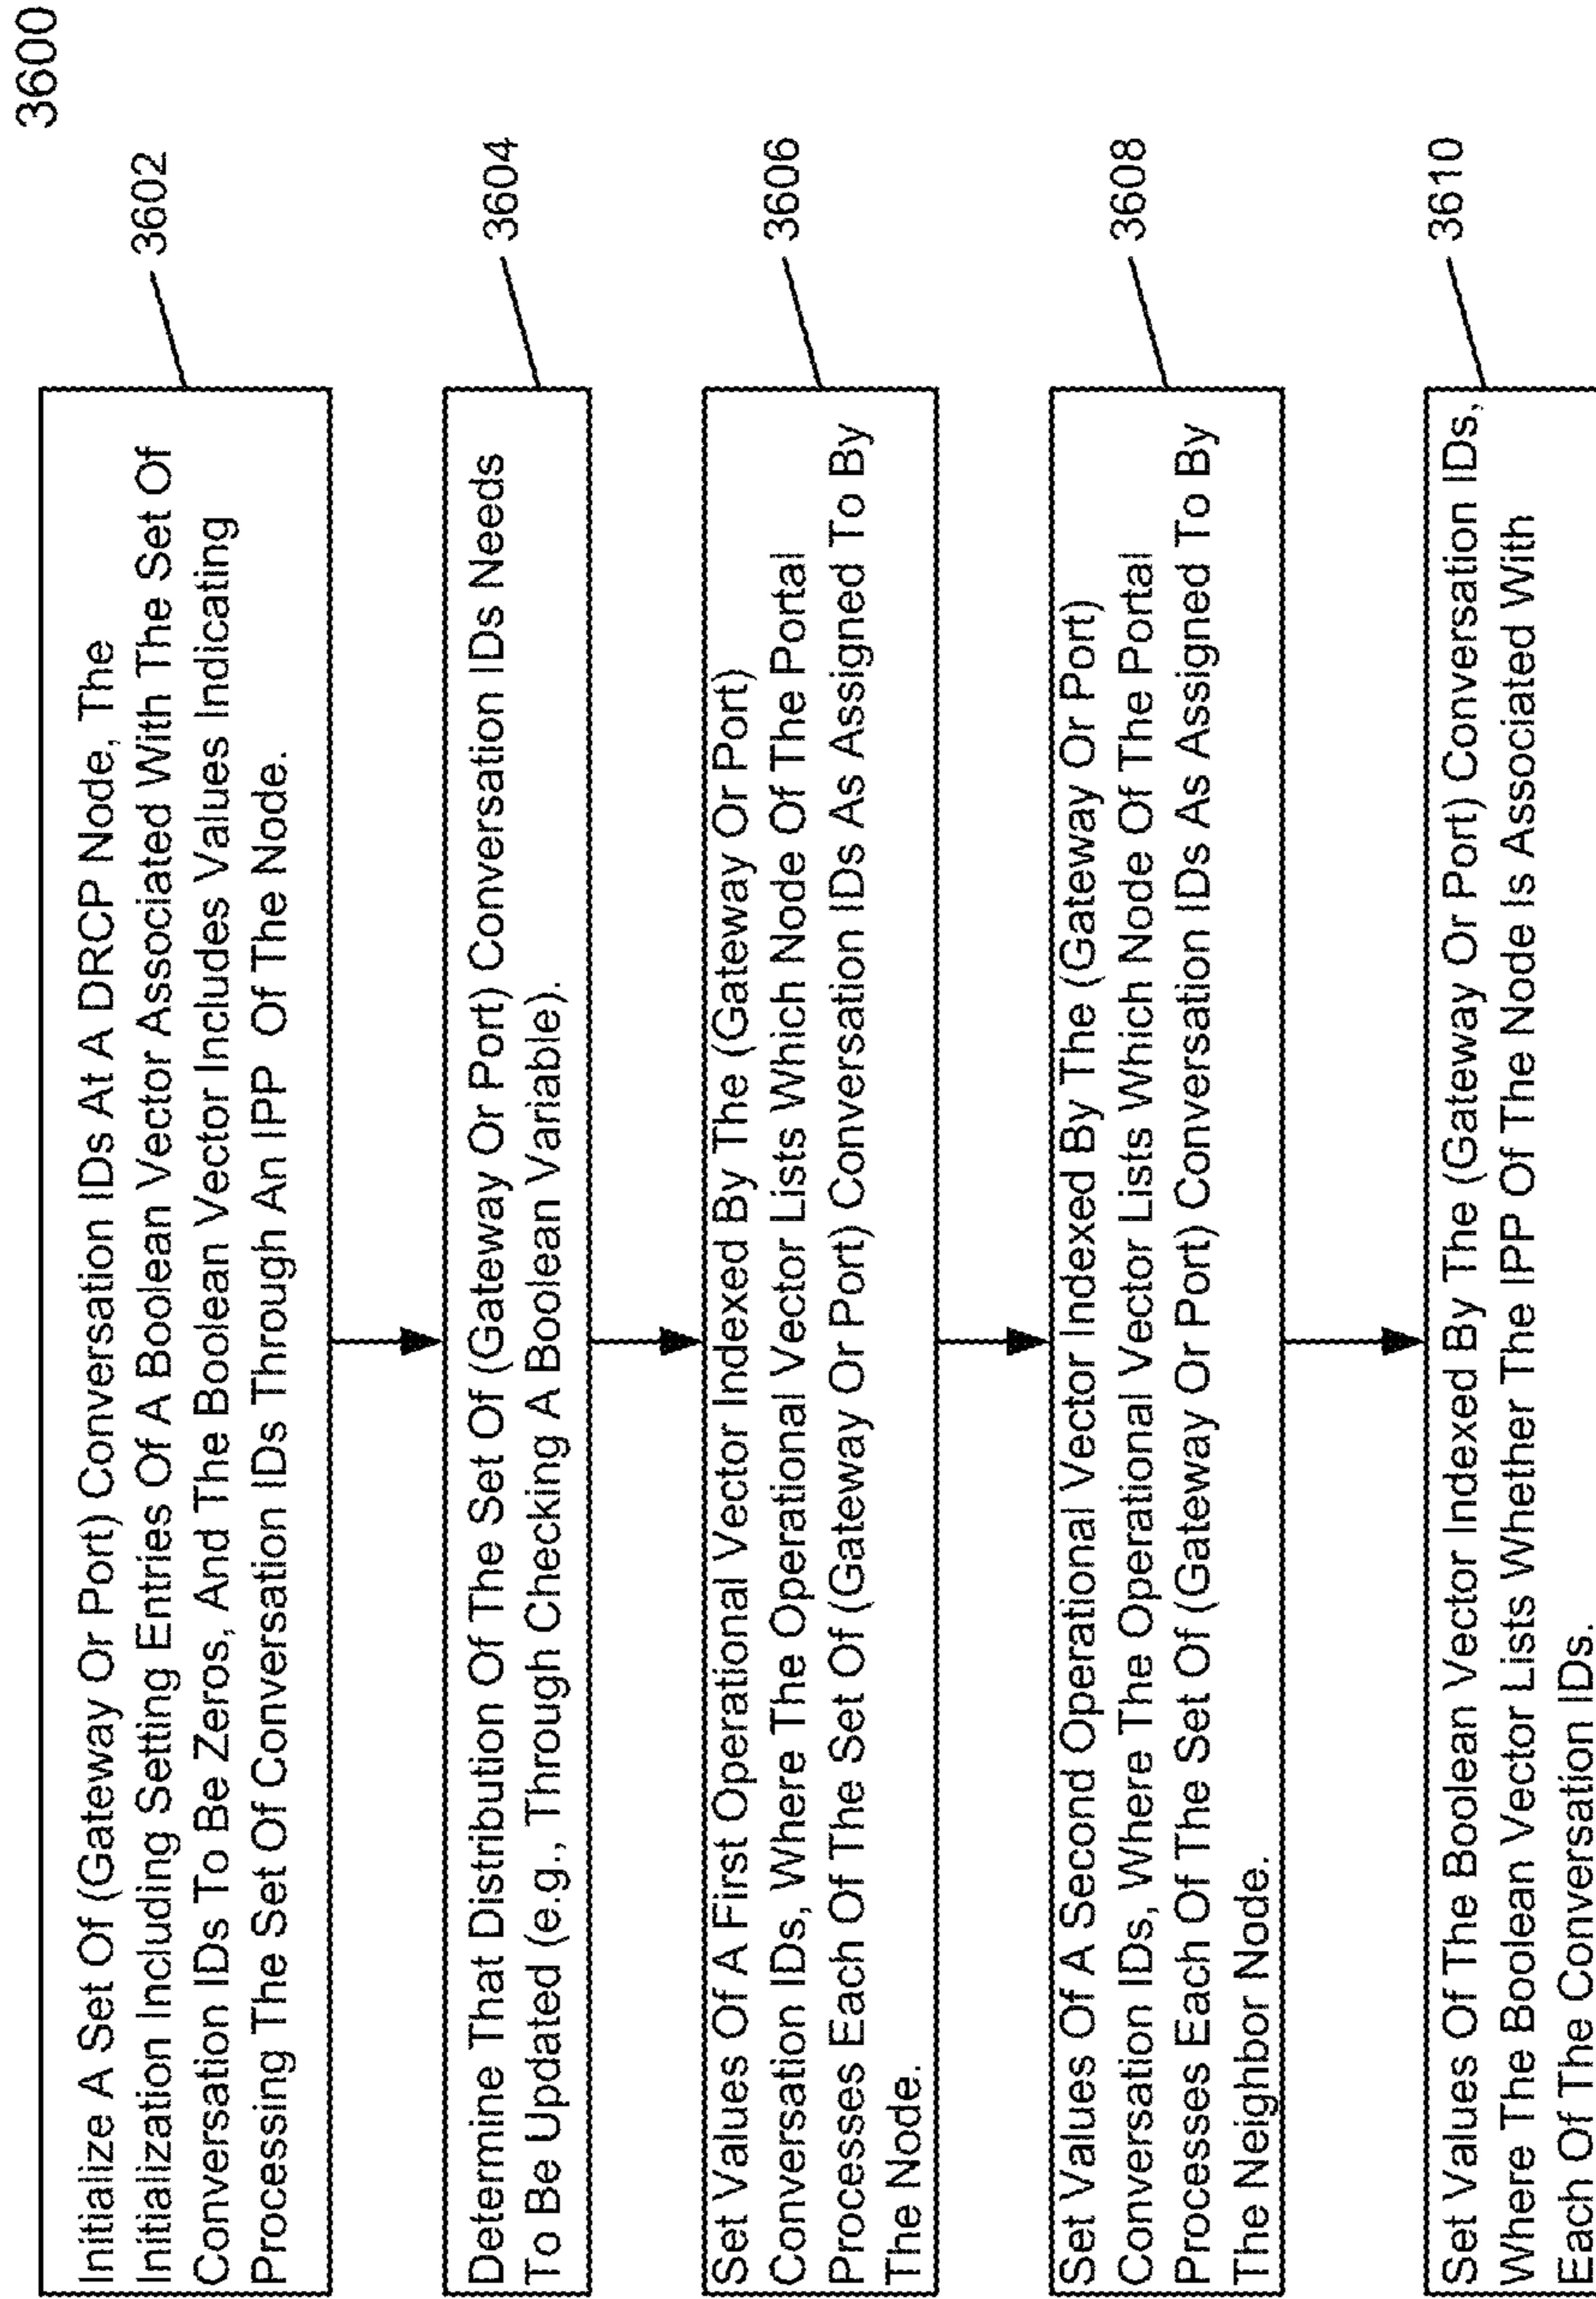 3600
Initialize A Set Of (Gateway Or Port) Conversation IDs At A DRCP Node, The
Initialization Including Setting Entries Of A Boolean Vector Associated With The Set Of
Conversation IDs To Be Zeros, And The Boolean Vector Includes Values Indicating
Processing The Set Of Conversation IDs Through An IPP Of The Node.
3602
Determine That Distribution Of The Set Of (Gateway Or Port) Conversation IDs Needs
To Be Updated (e.g., Through Checking A Boolean Variable).
3604
Set Values Of A First Operational Vector Indexed By The (Gateway Or Port)
Conversation IDs, Where The Operational Vector Lists Which Node Of The Portal
Processes Each Of The Set Of (Gateway Or Port) Conversation IDs As Assigned To By
The Node.
3606
Set Values Of A Second Operational Vector Indexed By The (Gateway Or Port)
Conversation IDs, Where The Operational Vector Lists Which Node Of The Portal
Processes Each Of The Set Of (Gateway Or Port) Conversation IDs As Assigned To By
The Neighbor Node.
3608
Set Values Of The Boolean Vector Indexed By The (Gateway Or Port) Conversation IDs,
Where The Boolean Vector Lists Whether The IPP Of The Node Is Associated With
Each Of The Conversation IDs.
3610